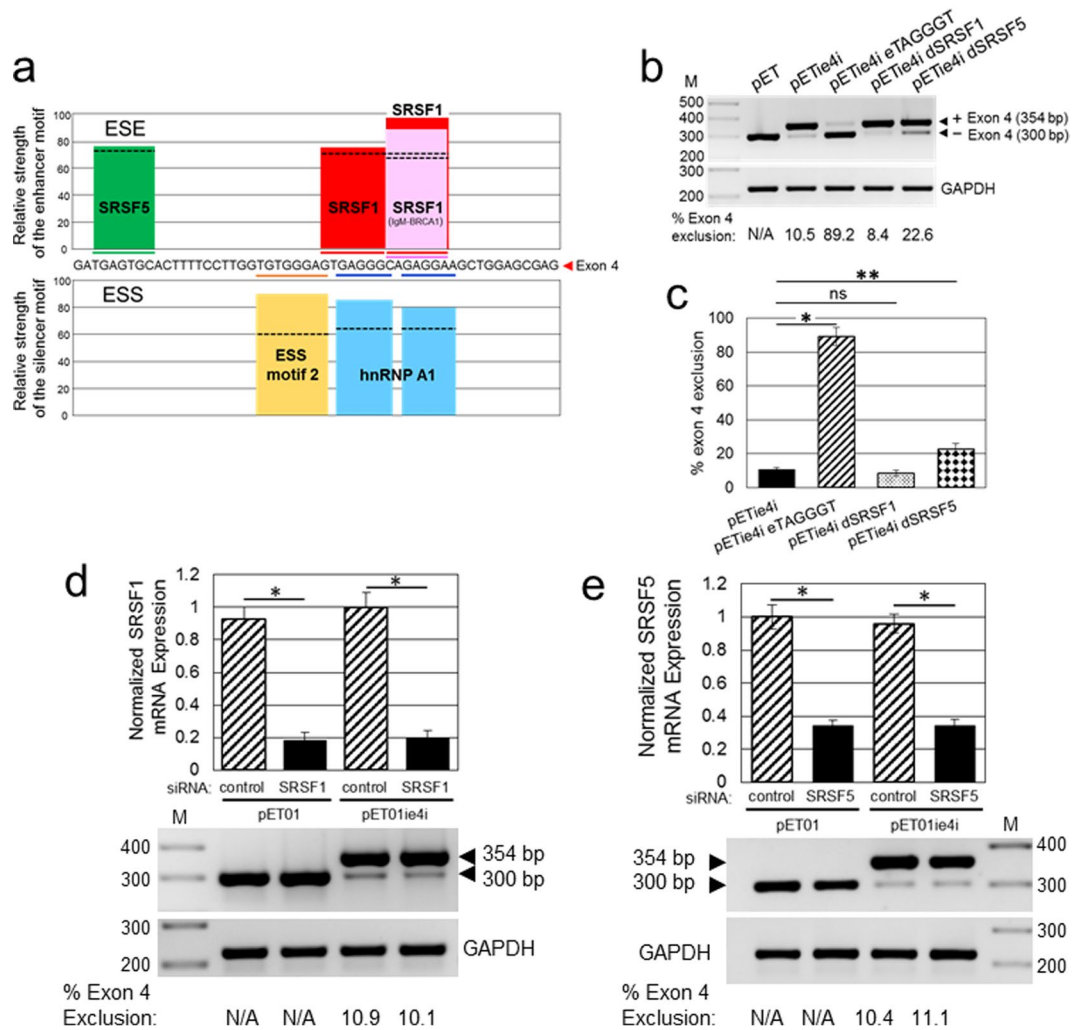 a
Relative strength
of the enhancer motif
100
80
60
40
20
0
ESE
SRSF5
SRSF1
SRSF1
SRSF1
(IgM-BRCA1)
GATGAGTGCACTTTTCCTTGGTGTGGGAGTGAGGGCAGAGGAAGCTGGAGCGAG
Exon 4
Relative strength
of the silencer motif
100
80
60
40
20
0
ESS
ESS
motif 2
hnRNP A1
b
M
pET
pETie4i
pETie4i eTAGGGT
pETie4i dSRSF1
pETie4i dSRSF5
500
400
300
200
+ Exon 4 (354 bp)
− Exon 4 (300 bp)
300
200
GAPDH
% Exon 4
exclusion: N/A 10.5 89.2 8.4 22.6
c
% exon 4 exclusion
100
80
60
40
20
0
**
ns
*
pETie4i
pETie4i eTAGGGT
pETie4i dSRSF1
pETie4i dSRSF5
d
Normalized SRSF1
mRNA Expression
1.2
1
0.8
0.6
0.4
0.2
0
*
*
siRNA: control SRSF1 control SRSF1
M pET01 pET01ie4i
400
300
354 bp
300 bp
300
200
GAPDH
% Exon 4
Exclusion: N/A N/A 10.9 10.1
e
Normalized SRSF5
mRNA Expression
1.2
1
0.8
0.6
0.4
0.2
0
*
*
siRNA: control SRSF5 control SRSF5
pET01 pET01ie4i M
354 bp
300 bp
400
300
GAPDH
300
200
% Exon 4
Exclusion: N/A N/A 10.4 11.1